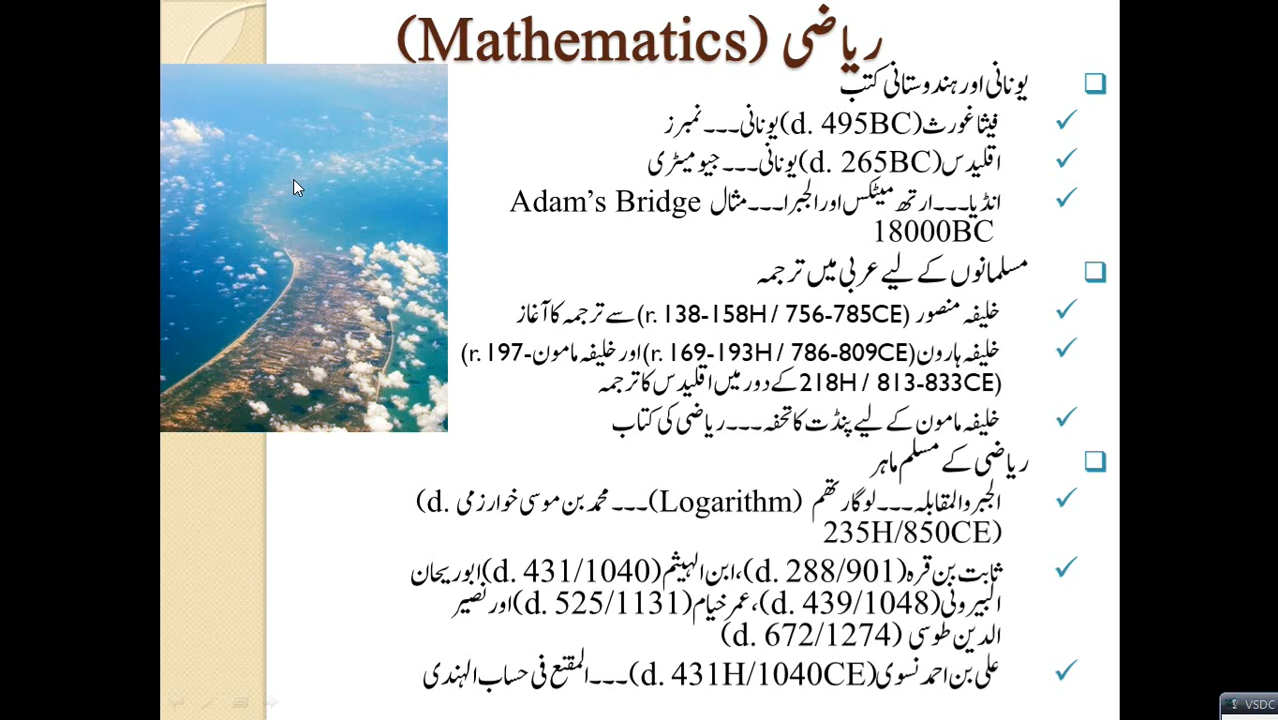 ریاضی (Mathematics)
یونانی اور ہندوستانی کتب
فیثاغورث(d. 495BC)یونانی۔۔۔نمبرز
اقلیدس(d. 265BC)یونانی۔۔۔جیومیٹری
انڈیا۔۔۔ارتھ میٹکس اور الجبرا۔۔۔مثال Adam’s Bridge
18000BC
مسلمانوں کے لیے عربی میں ترجمہ
خلیفہ منصور (r. 138-158H / 756-785CE)سے ترجمہ کا آغاز
خلیفہ ہارون(r. 169-193H / 786-809CE)اور خلیفہ مامون(r. 197-
218H / 813-833CE)کے دور میں اقلیدس کا ترجمہ
خلیفہ مامون کے لیے پنڈت کا تحفہ۔۔۔ریاضی کی کتاب
ریاضی کے مسلم ماہر
الجبر والمقابلہ۔۔۔لوگارتھم (Logarithm)۔۔۔محمد بن موسی خوارزمی (d.
235H/850CE)
ثابت بن قرہ(d. 288/901)،ابن الہیثم(d. 431/1040)ابوریحان
البیرونی(d. 439/1048)،عمر خیام(d. 525/1131)اور نصیر
الدین طوسی (d. 672/1274)
علی بن احمد نسوی(d. 431H/1040CE)۔۔۔المقنع فی حساب الہندی
VSDC